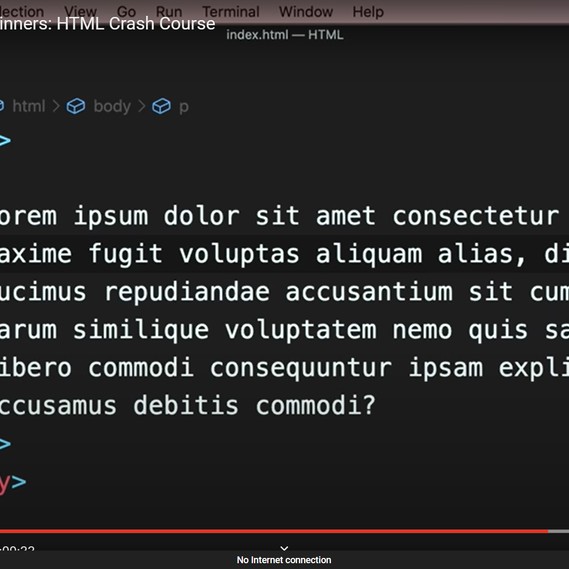 lection View Go Run Terminal Window Help
inners: HTML Crash Course
index.html — HTML
html > body > p
>
orem ipsum dolor sit amet consectetur
axime fugit voluptas aliquam alias, di
ucimus repudiandae accusantium sit cum
arum similique voluptatem nemo quis sa
ibero commodi consequuntur ipsam expli
ccusamus debitis commodi?
>
y>
No Internet connection